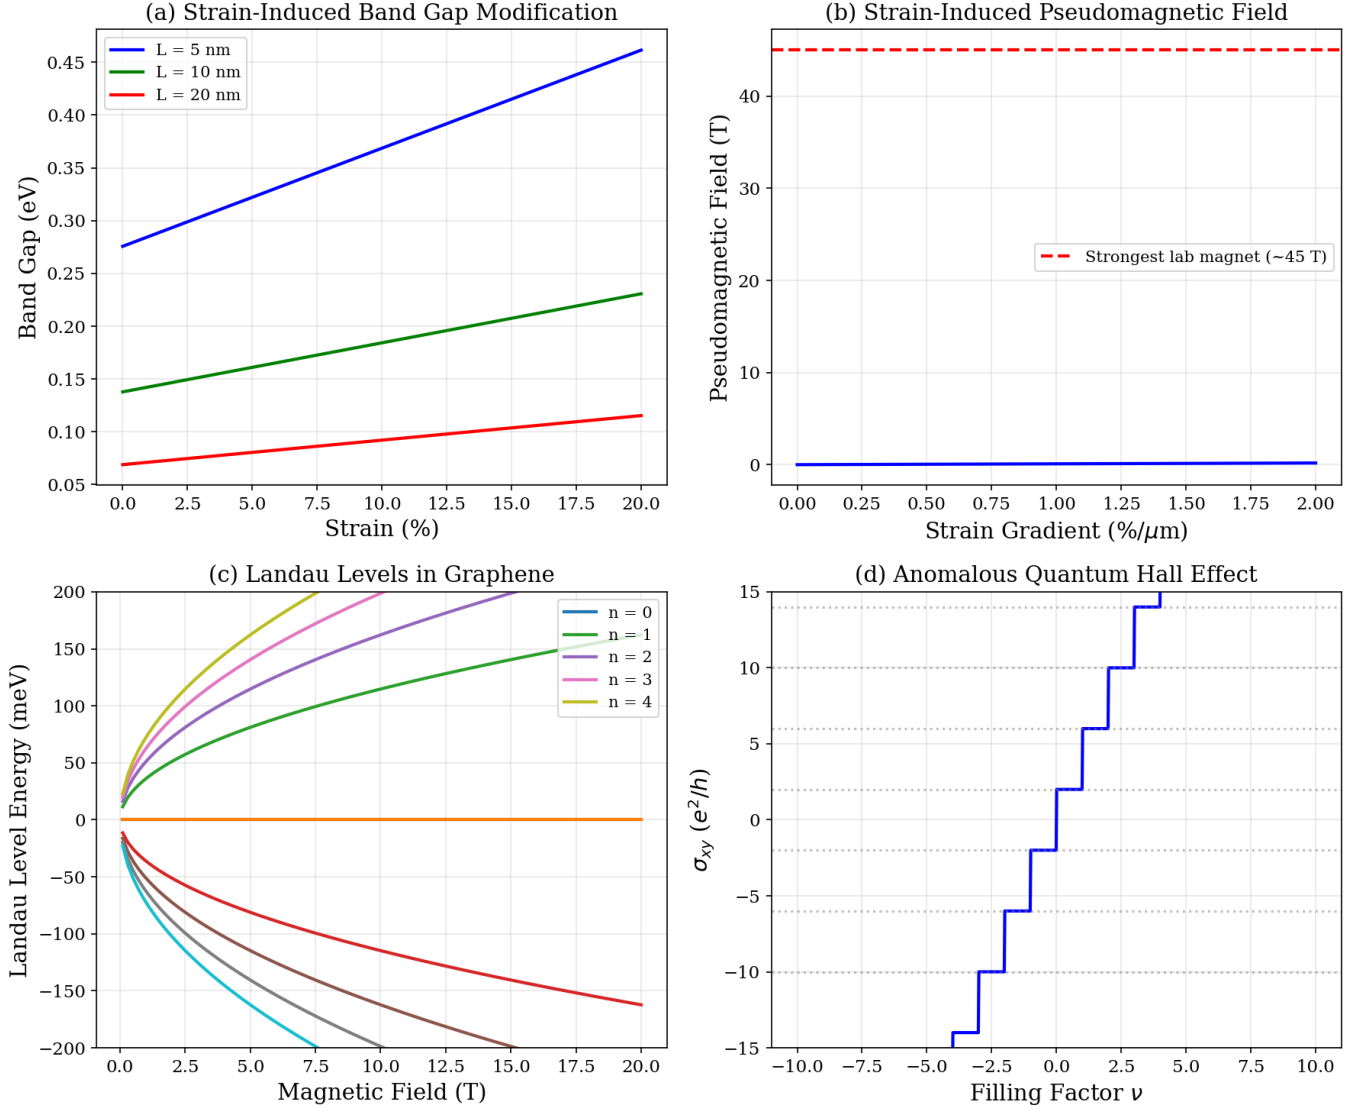 (a) Strain-Induced Band Gap Modification
L = 5 nm
L = 10 nm
L = 20 nm
Band Gap (eV)
0.45
0.40
0.35
0.30
0.25
0.20
0.15
0.10
0.05
0.0 2.5 5.0 7.5 10.0 12.5 15.0 17.5 20.0
Strain (%)
(b) Strain-Induced Pseudomagnetic Field
Strongest lab magnet (~45 T)
Pseudomagnetic Field (T)
40
30
20
10
0
0.00 0.25 0.50 0.75 1.00 1.25 1.50 1.75 2.00
Strain Gradient (%/μm)
(c) Landau Levels in Graphene
n = 0
n = 1
n = 2
n = 3
n = 4
Landau Level Energy (meV)
200
150
100
50
0
−50
−100
−150
−200
0.0 2.5 5.0 7.5 10.0 12.5 15.0 17.5 20.0
Magnetic Field (T)
(d) Anomalous Quantum Hall Effect
σxy (e²/h)
15
10
5
0
−5
−10
−15
−10.0 −7.5 −5.0 −2.5 0.0 2.5 5.0 7.5 10.0
Filling Factor ν